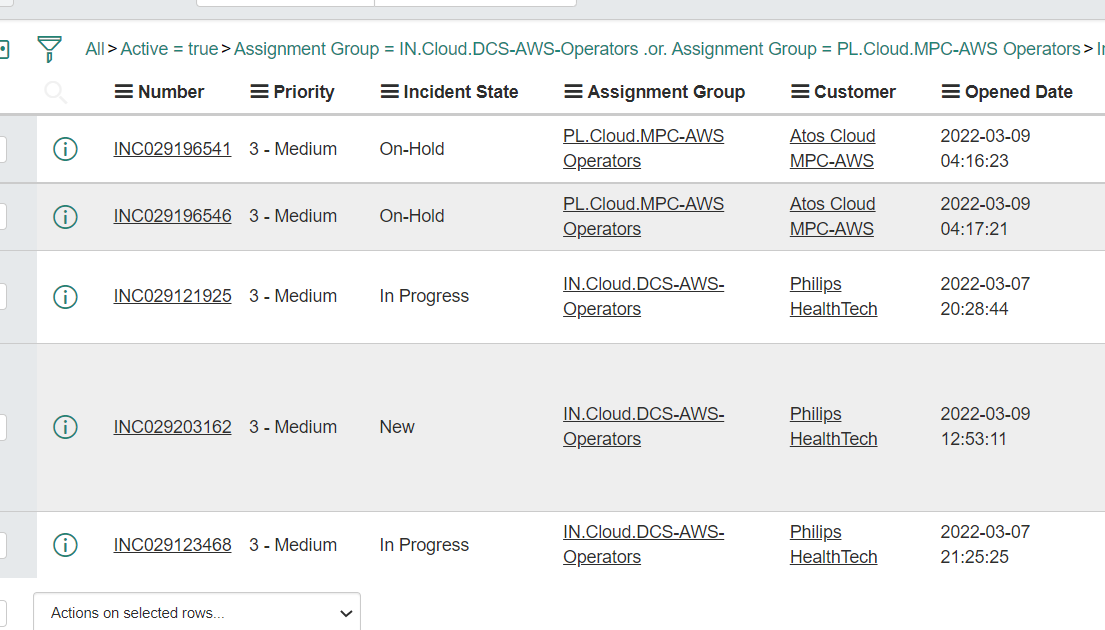 All > Active = true > Assignment Group = IN.Cloud.DCS-AWS-Operators .or. Assignment Group = PL.Cloud.MPC-AWS Operators >
Number Priority Incident State Assignment Group Customer Opened Date
INC029196541 3 - Medium On-Hold PL.Cloud.MPC-AWS Operators Atos Cloud MPC-AWS 2022-03-09 04:16:23
INC029196546 3 - Medium On-Hold PL.Cloud.MPC-AWS Operators Atos Cloud MPC-AWS 2022-03-09 04:17:21
INC029121925 3 - Medium In Progress IN.Cloud.DCS-AWS-Operators Philips HealthTech 2022-03-07 20:28:44
INC029203162 3 - Medium New IN.Cloud.DCS-AWS-Operators Philips HealthTech 2022-03-09 12:53:11
INC029123468 3 - Medium In Progress IN.Cloud.DCS-AWS-Operators Philips HealthTech 2022-03-07 21:25:25
Actions on selected rows...